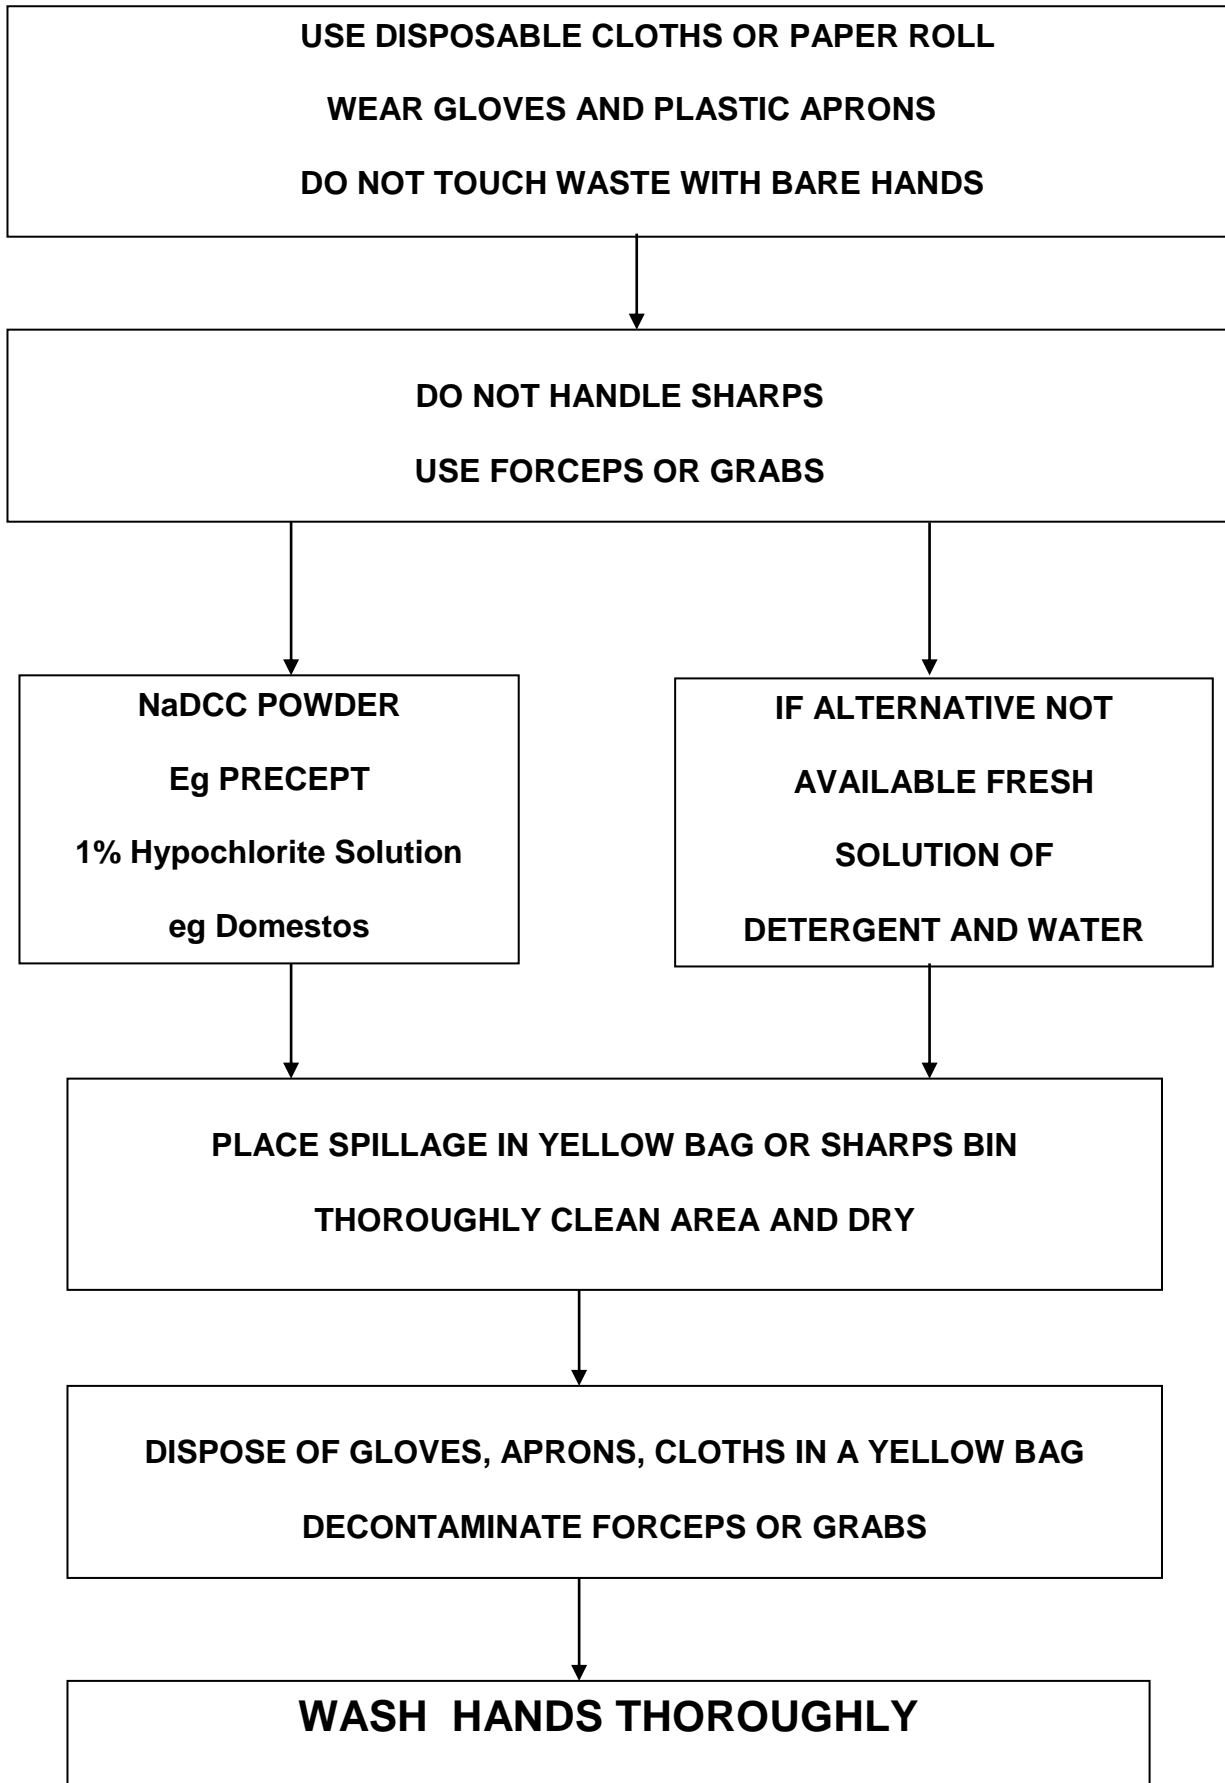 USE DISPOSABLE CLOTHS OR PAPER ROLL
WEAR GLOVES AND PLASTIC APRONS
DO NOT TOUCH WASTE WITH BARE HANDS
DO NOT HANDLE SHARPS
USE FORCEPS OR GRABS
NaDCC POWDER
Eg PRECEPT
1% Hypochlorite Solution
eg Domestos
IF ALTERNATIVE NOT
AVAILABLE FRESH
SOLUTION OF
DETERGENT AND WATER
PLACE SPILLAGE IN YELLOW BAG OR SHARPS BIN
THOROUGHLY CLEAN AREA AND DRY
DISPOSE OF GLOVES, APRONS, CLOTHS IN A YELLOW BAG
DECONTAMINATE FORCEPS OR GRABS
WASH  HANDS THOROUGHLY